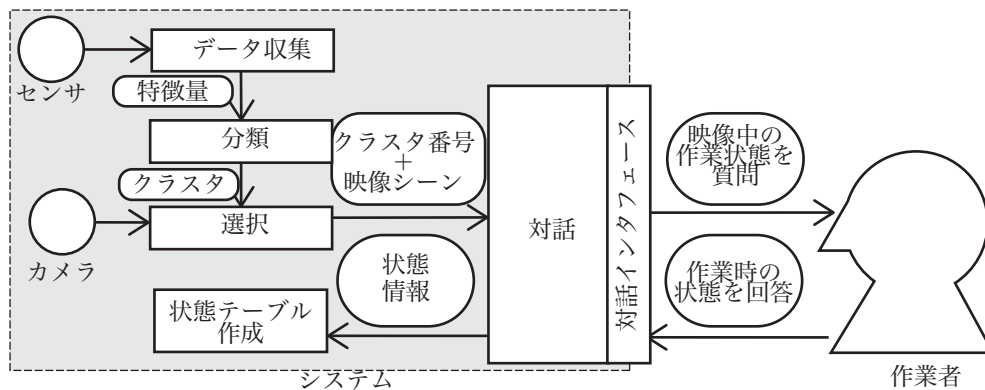 センサ
データ収集
特徴量
分類
クラスタ
選択
カメラ
クラスタ番号
＋
映像シーン
状態
情報
状態テーブル
作成
システム
対話
対話インタフェース
映像中の
作業状態を
質問
作業時の
状態を回答
作業者